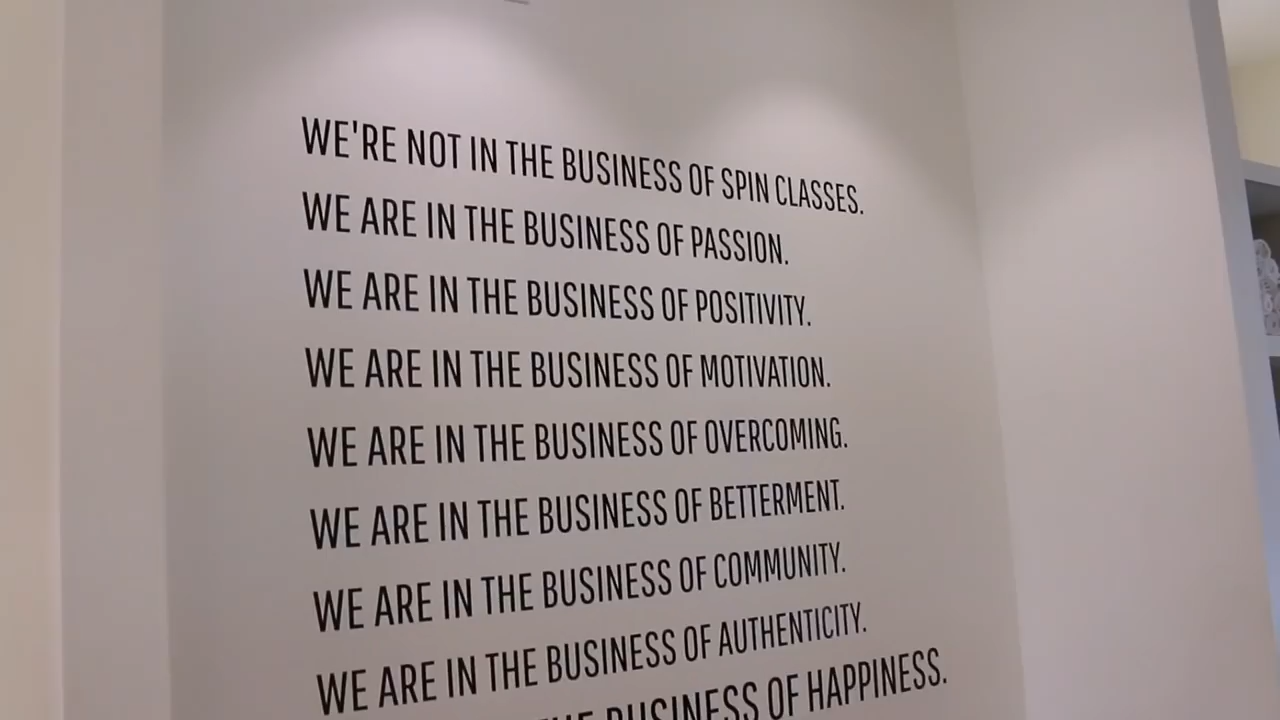 WE'RE NOT IN THE BUSINESS OF SPIN CLASSES.
WE ARE IN THE BUSINESS OF PASSION.
WE ARE IN THE BUSINESS OF POSITIVITY.
WE ARE IN THE BUSINESS OF MOTIVATION.
WE ARE IN THE BUSINESS OF OVERCOMING.
WE ARE IN THE BUSINESS OF BETTERMENT.
WE ARE IN THE BUSINESS OF COMMUNITY.
WE ARE IN THE BUSINESS OF AUTHENTICITY.
THE BUSINESS OF HAPPINESS.